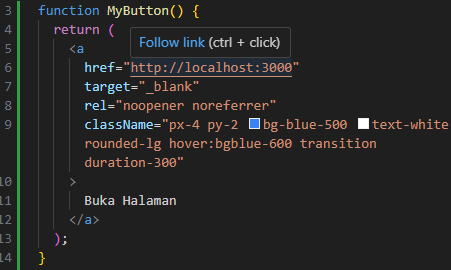 3 function MyButton() {
4 return (
5 <a
Follow link (ctrl + click)
6 href="http://localhost:3000"
7 target="_blank"
8 rel="noopener noreferrer"
9 className="px-4 py-2 bg-blue-500 text-white
rounded-lg hover:bgblue-600 transition
duration-300"
10 >
11 Buka Halaman
12 </a>
13 );
14 }